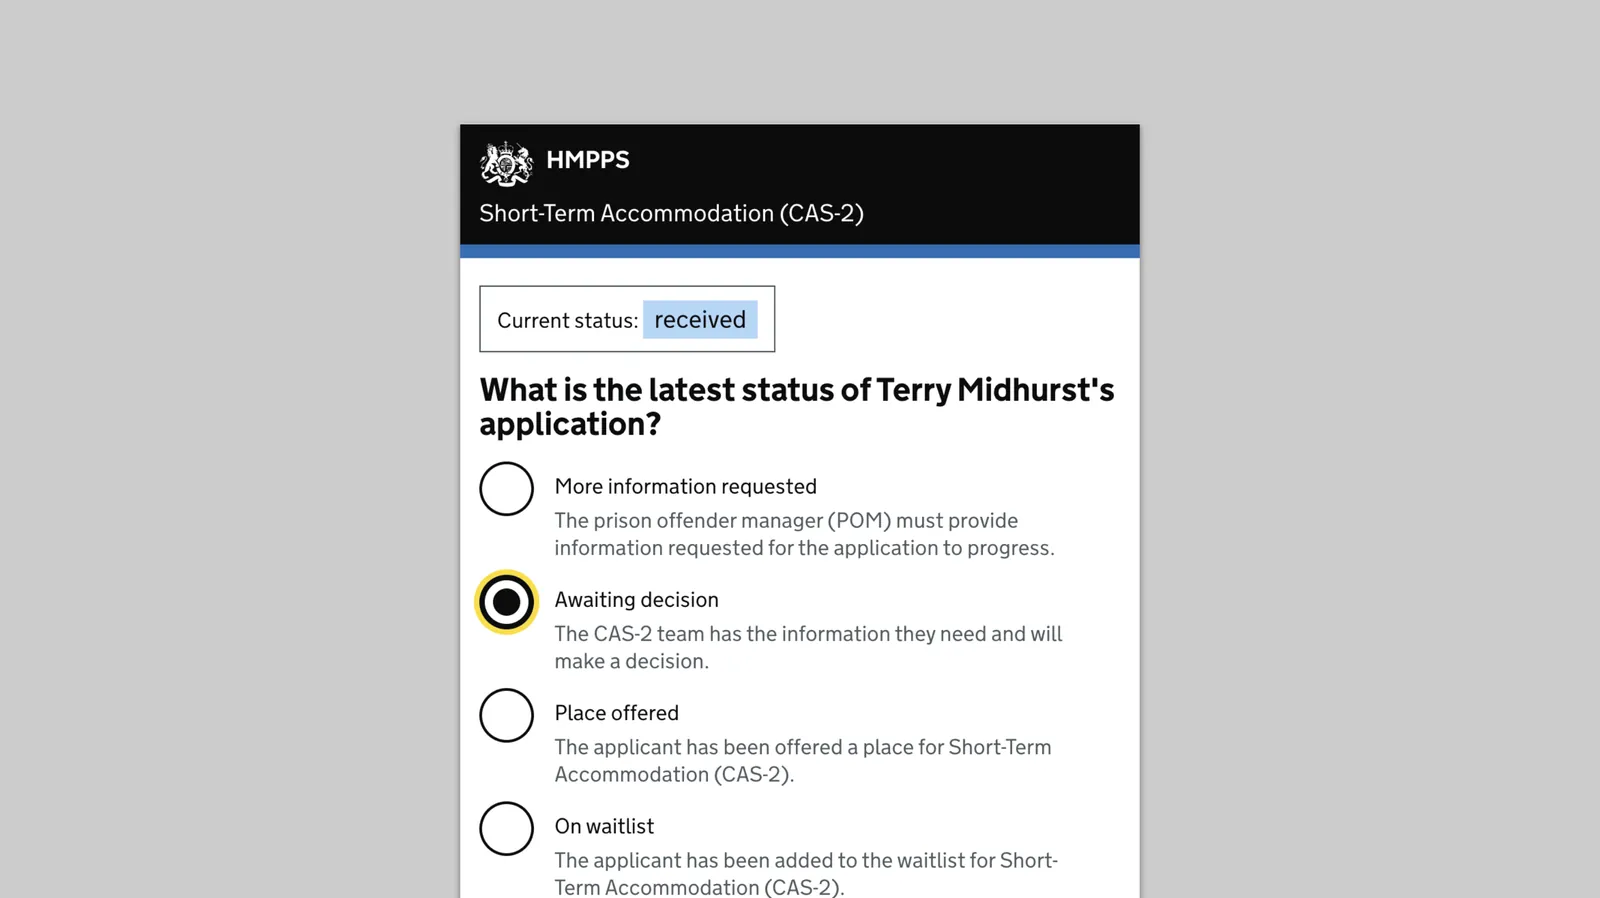 HMPPS
Short-Term Accommodation (CAS-2)
Current status: received
What is the latest status of Terry Midhurst's
application?
More information requested
The prison offender manager (POM) must provide
information requested for the application to progress.
Awaiting decision
The CAS-2 team has the information they need and will
make a decision.
Place offered
The applicant has been offered a place for Short-Term
Accommodation (CAS-2).
On waitlist
The applicant has been added to the waitlist for Short-
Term Accommodation (CAS-2).